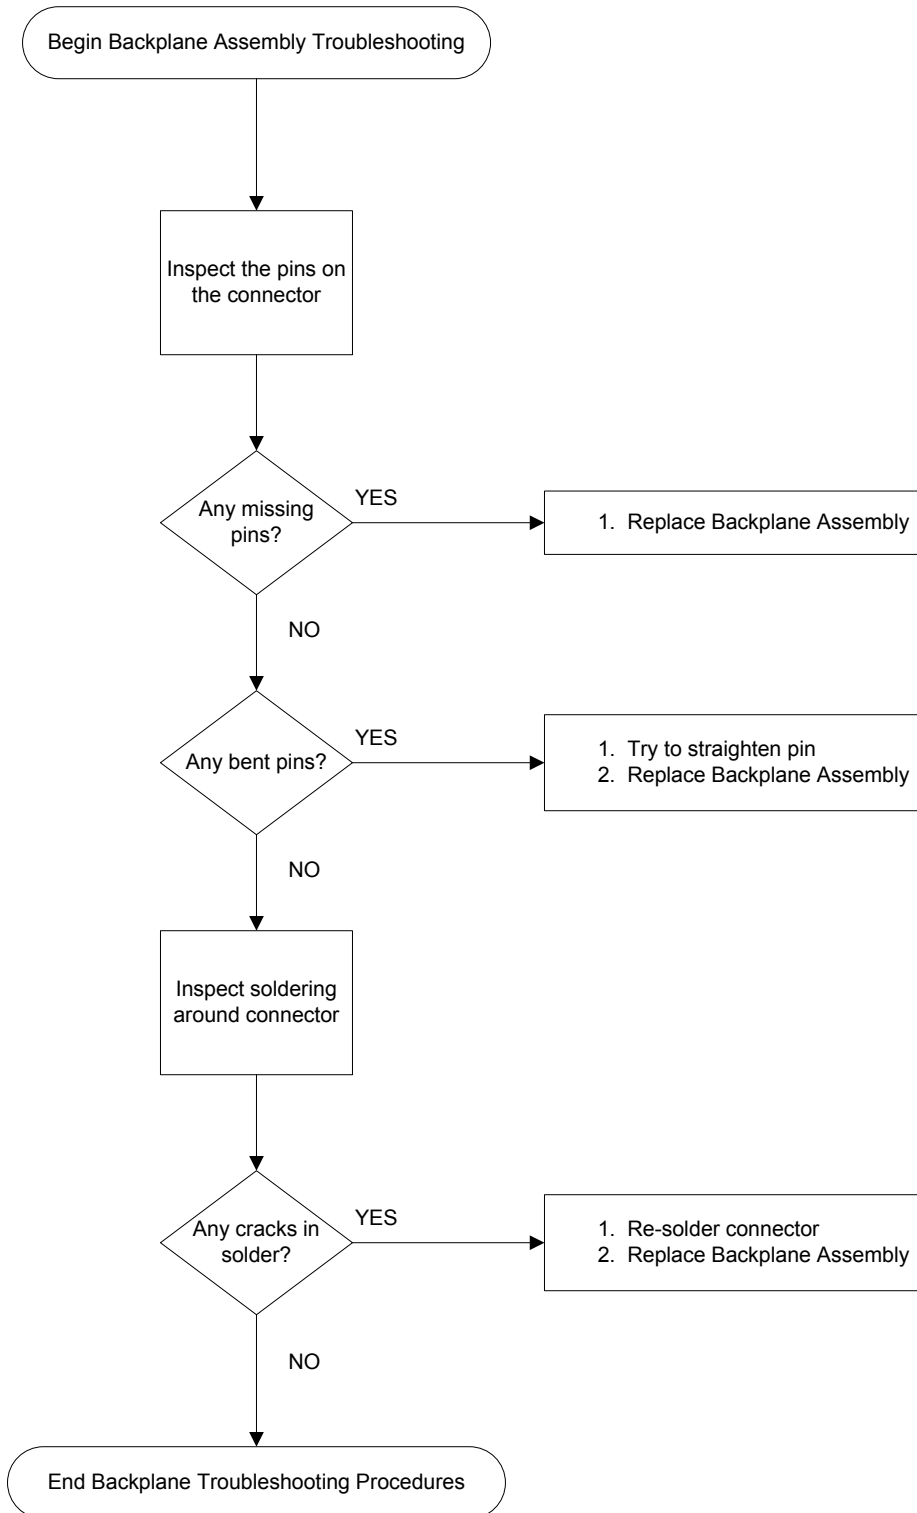 Begin Backplane Assembly Troubleshooting
Inspect the pins on
the connector
Any missing
pins?
YES
1. Replace Backplane Assembly
NO
Any bent pins?
YES
1. Try to straighten pin
2. Replace Backplane Assembly
NO
Inspect soldering
around connector
Any cracks in
solder?
YES
1. Re-solder connector
2. Replace Backplane Assembly
NO
End Backplane Troubleshooting Procedures